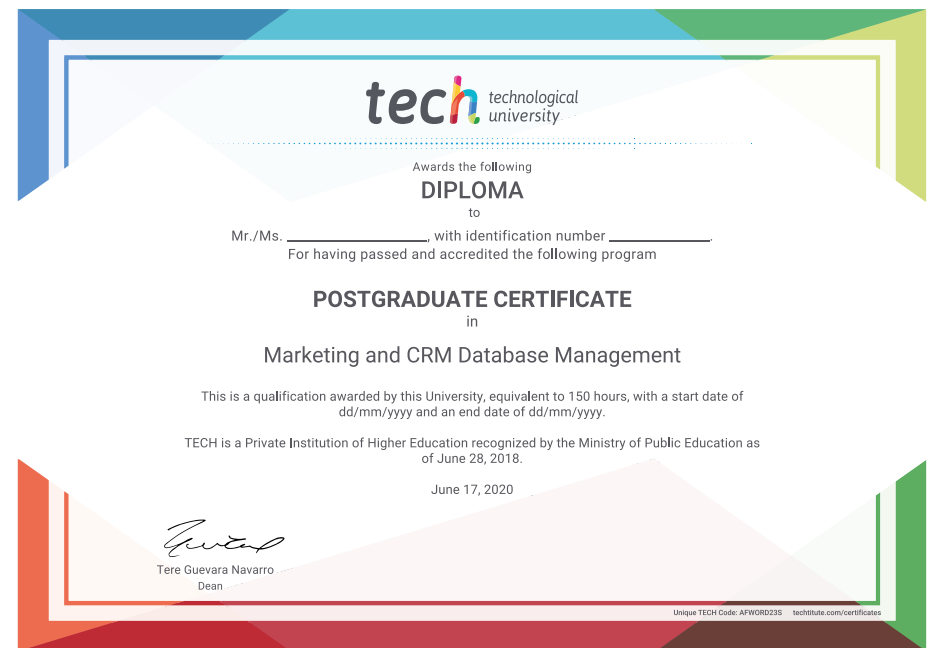 tech technological
university
Awards the following
DIPLOMA
to
Mr./Ms. ____________________, with identification number ______________.
For having passed and accredited the following program
POSTGRADUATE CERTIFICATE
in
Marketing and CRM Database Management
This is a qualification awarded by this University, equivalent to 150 hours, with a start date of
dd/mm/yyyy and an end date of dd/mm/yyyy.
TECH is a Private Institution of Higher Education recognized by the Ministry of Public Education as
of June 28, 2018.
June 17, 2020
Tere Guevara Navarro
Dean
Unique TECH Code: AFWORD23S techtitute.com/certificates